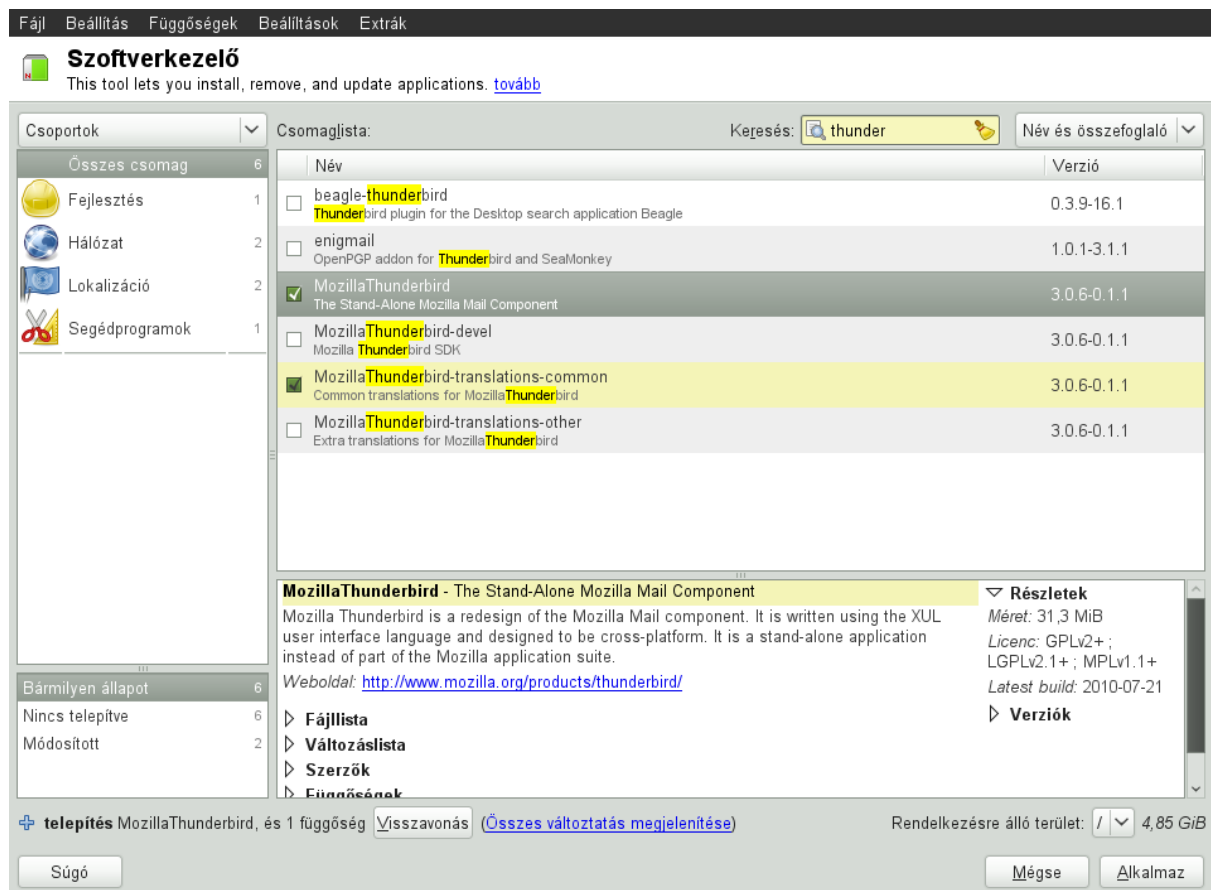 Fájl Beállítás Függőségek Beálíltások Extrák
Szoftverkezelő
This tool lets you install, remove, and update applications. tovább
Csoportok
Csomaglista:
Keresés: thunder
Név és összefoglaló
Összes csomag 6
Fejlesztés 1
Hálózat 2
Lokalizáció 2
Segédprogramok 1
Név Verzió
beagle-thunderbird 0.3.9-16.1
Thunderbird plugin for the Desktop search application Beagle
enigmail 1.0.1-3.1.1
OpenPGP addon for Thunderbird and SeaMonkey
MozillaThunderbird 3.0.6-0.1.1
The Stand-Alone Mozilla Mail Component
MozillaThunderbird-devel 3.0.6-0.1.1
Mozilla Thunderbird SDK
MozillaThunderbird-translations-common 3.0.6-0.1.1
Common translations for MozillaThunderbird
MozillaThunderbird-translations-other 3.0.6-0.1.1
Extra translations for MozillaThunderbird
Bármilyen állapot 6
Nincs telepítve 6
Módosított 2
MozillaThunderbird - The Stand-Alone Mozilla Mail Component
Mozilla Thunderbird is a redesign of the Mozilla Mail component. It is written using the XUL
user interface language and designed to be cross-platform. It is a stand-alone application
instead of part of the Mozilla application suite.
Weboldal: http://www.mozilla.org/products/thunderbird/
Fájllista
Változáslista
Szerzők
Függőségek
Részletek
Méret: 31,3 MiB
Licenc: GPLv2+ ;
LGPLv2.1+ ; MPLv1.1+
Latest build: 2010-07-21
Verziók
telepítés MozillaThunderbird, és 1 függőség Visszavonás (Összes változtatás megjelenítése)
Rendelkezésre álló terület: / 4,85 GiB
Súgó
Mégse
Alkalmaz